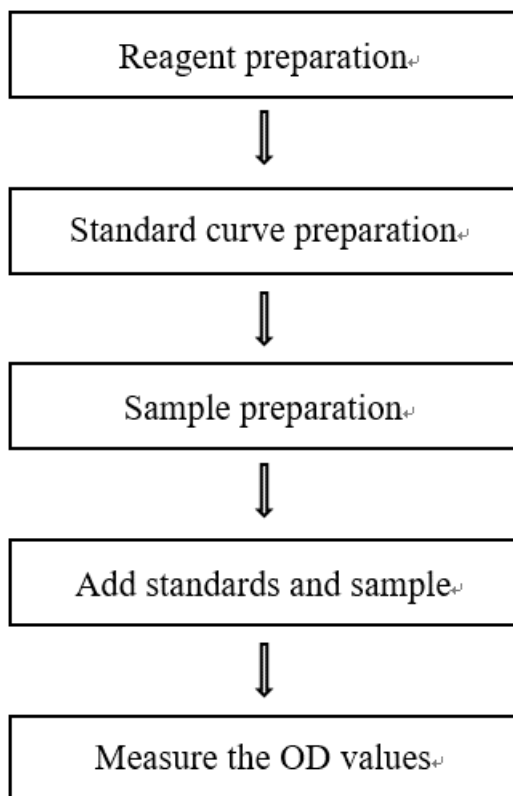 Reagent preparation
Standard curve preparation
Sample preparation
Add standards and sample
Measure the OD values